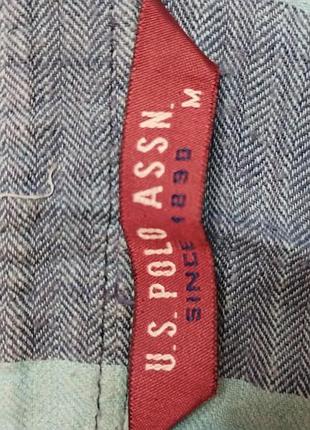 U.S. POLO ASSN. M
SINCE 1890